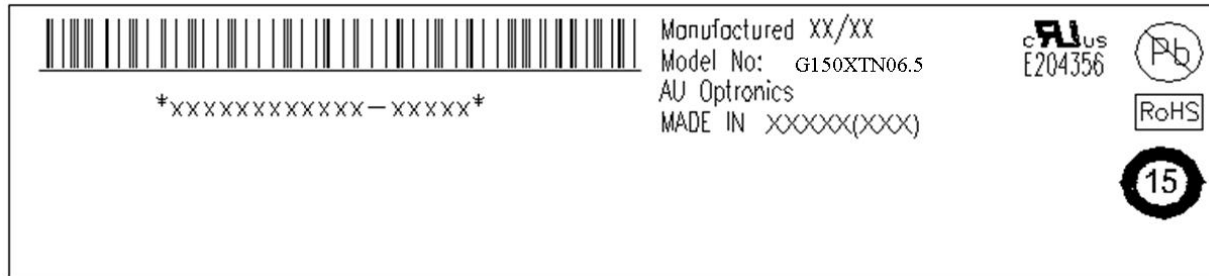 *xxxxxxxxxxxx-xxxxx*
Manufactured XX/XX
Model No: G150XTN06.5
AU Optronics
MADE IN XXXXX(XXX)
c RU us
E204356
Pb
RoHS
15